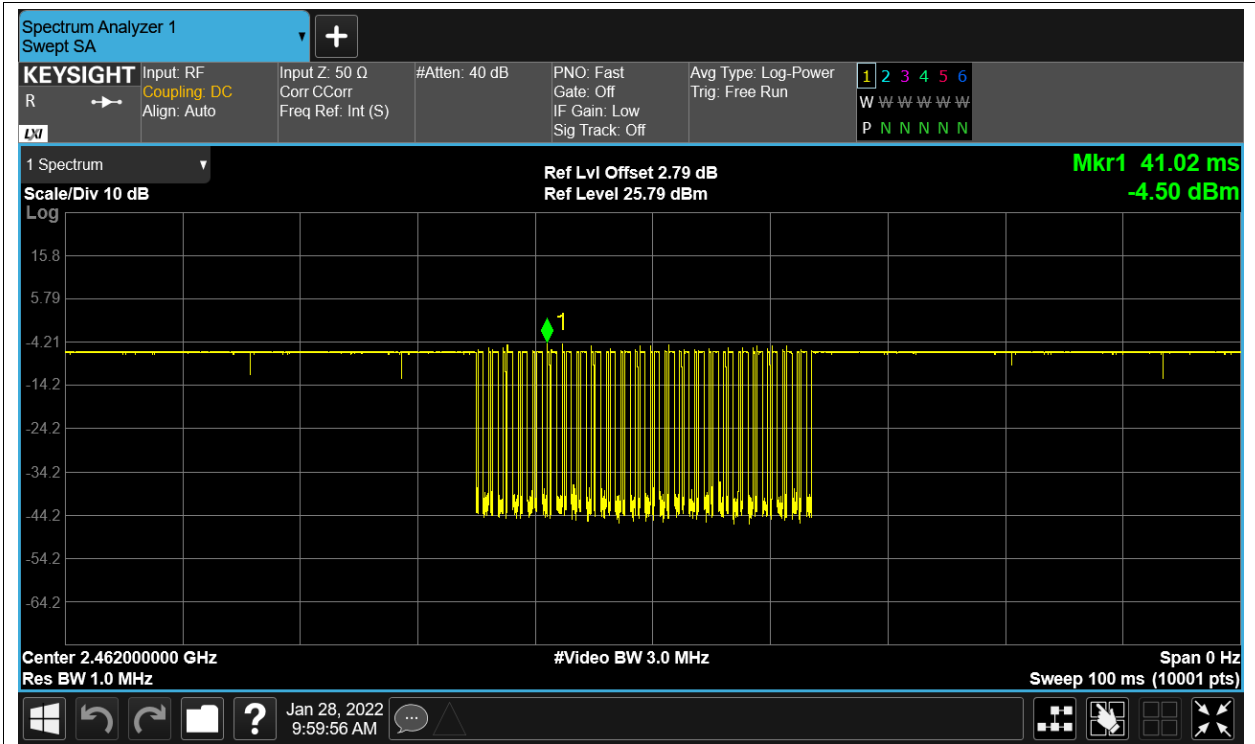 Spectrum Analyzer 1
Swept SA
KEYSIGHT
R
LXI
Input: RF
Coupling: DC
Align: Auto
Input Z: 50 Ω
Corr CCorr
Freq Ref: Int (S)
#Atten: 40 dB
PNO: Fast
Gate: Off
IF Gain: Low
Sig Track: Off
Avg Type: Log-Power
Trig: Free Run
1 2 3 4 5 6
W W W W W W
P N N N N N
1 Spectrum
Scale/Div 10 dB
Log
Ref Lvl Offset 2.79 dB
Ref Level 25.79 dBm
Mkr1 41.02 ms
-4.50 dBm
15.8
5.79
1
-4.21
-14.2
-24.2
-34.2
-44.2
-54.2
-64.2
Center 2.462000000 GHz
Res BW 1.0 MHz
#Video BW 3.0 MHz
Span 0 Hz
Sweep 100 ms (10001 pts)
?
Jan 28, 2022
9:59:56 AM